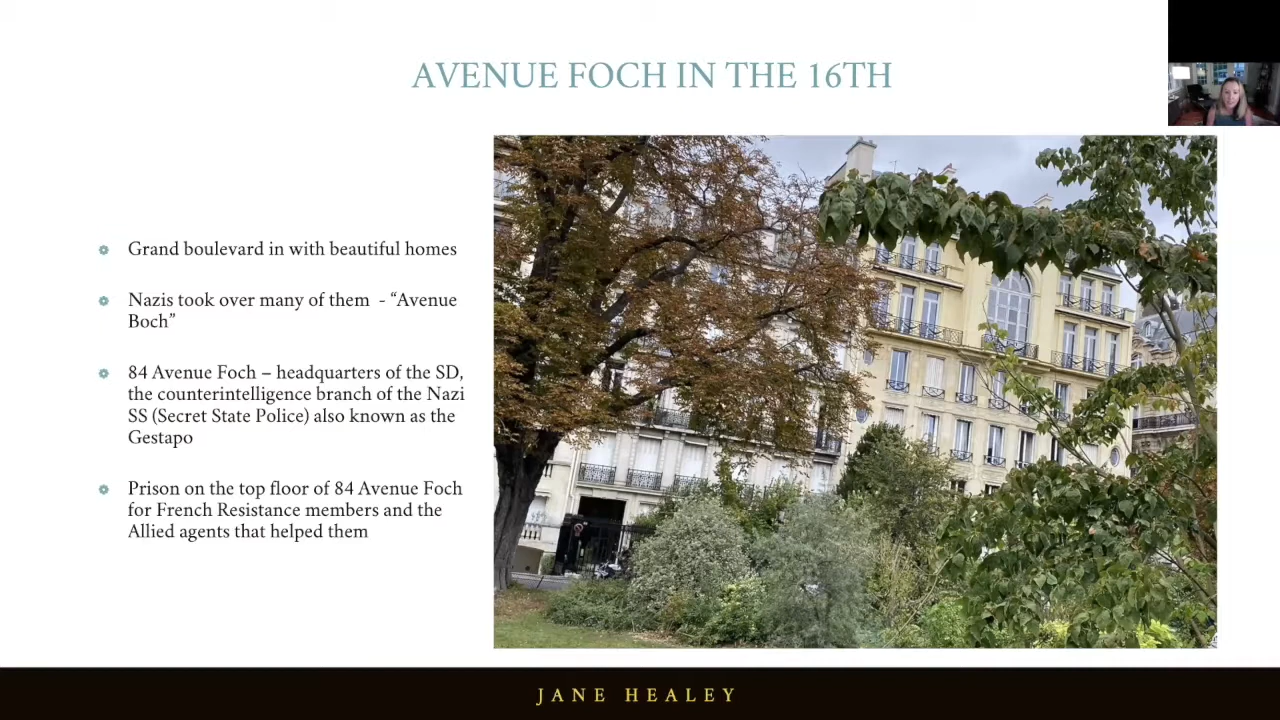 AVENUE FOCH IN THE 16TH
Grand boulevard in with beautiful homes
Nazis took over many of them  - “Avenue
Boch”
84 Avenue Foch – headquarters of the SD,
the counterintelligence branch of the Nazi
SS (Secret State Police) also known as the
Gestapo
Prison on the top floor of 84 Avenue Foch
for French Resistance members and the
Allied agents that helped them
JANE HEALEY